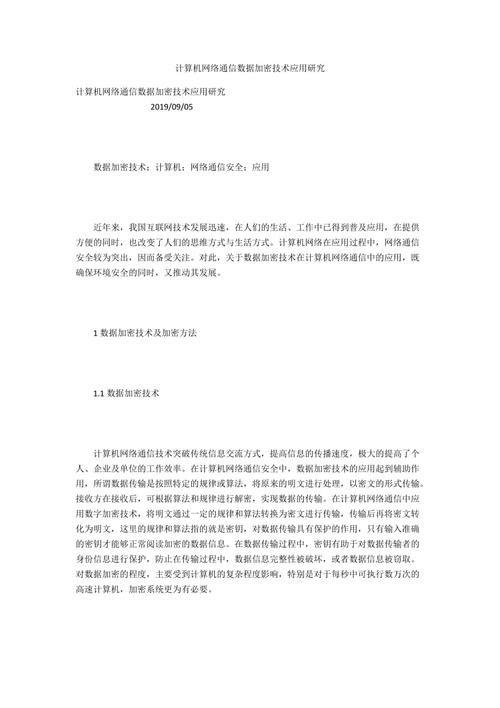 计算机网络通信数据加密技术应用研究
计算机网络通信数据加密技术应用研究
2019/09/05
数据加密技术；计算机；网络通信安全；应用
近年来，我国互联网技术发展迅速，在人们的生活、工作中已得到普及应用，在提供
方便的同时，也改变了人们的思维方式与生活方式。计算机网络在应用过程中，网络通信
安全较为突出，因而备受关注。对此，关于数据加密技术在计算机网络通信中的应用，既
确保环境安全的同时，又推动其发展。
1 数据加密技术及加密方法
1.1 数据加密技术
计算机网络通信技术突破传统信息交流方式，提高信息的传播速度，极大的提高了个
人、企业及单位的工作效率。在计算机网络通信安全中，数据加密技术的应用起到辅助作
用，所谓数据传输是按照特定的规律或算法，将原来的明文进行处理，以密文的形式传输。
接收方在接收后，可根据算法和规律进行解密，实现数据的传输。在计算机网络通信中应
用数字加密技术，将明文通过一定的规律和算法转换为密文进行传输，传输后再将密文转
化为明文，这里的规律和算法指的就是密钥，对数据传输具有保护的作用，只有输入准确
的密钥才能够正常阅读加密的数据信息。在数据传输过程中，密钥有助于对数据传输者的
身份信息进行保护，防止在传输过程中，数据信息完整性被破坏，或者数据信息被窃取。
对数据加密的程度，主要受到计算机的复杂程度影响，特别是对于每秒中可执行数万次的
高速计算机，加密系统更为有必要。